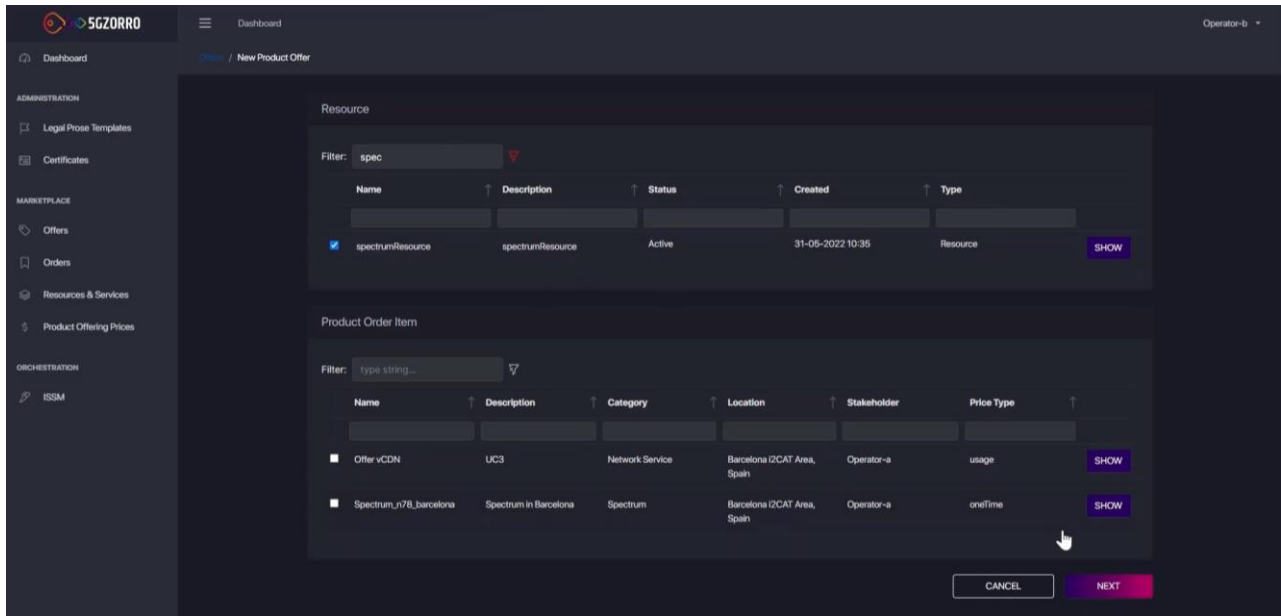 5GZORRO
Dashboard
Operator-b
Dashboard
/ New Product Offer
ADMINISTRATION
Legal Prose Templates
Certificates
MARKETPLACE
Offers
Orders
Resources & Services
$ Product Offering Prices
ORCHESTRATION
ISSM
Resource
Filter: spec
Name Description Status Created Type
spectrumResource spectrumResource Active 31-05-2022 10:35 Resource SHOW
Product Order Item
Filter: type string...
Name Description Category Location Stakeholder Price Type
Offer vCDN UC3 Network Service Barcelona i2CAT Area, Operator-a usage SHOW
Spain
Spectrum_n78_barcelona Spectrum in Barcelona Spectrum Barcelona i2CAT Area, Operator-a oneTime SHOW
Spain
CANCEL NEXT